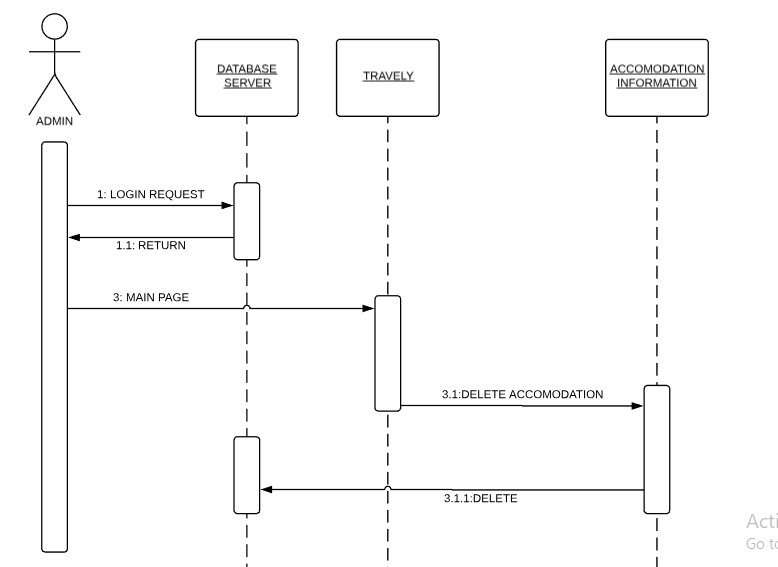 ADMIN
DATABASE
SERVER
TRAVELY
ACCOMODATION
INFORMATION
1: LOGIN REQUEST
1.1: RETURN
3: MAIN PAGE
3.1:DELETE ACCOMODATION
3.1.1:DELETE
Acti
Go to